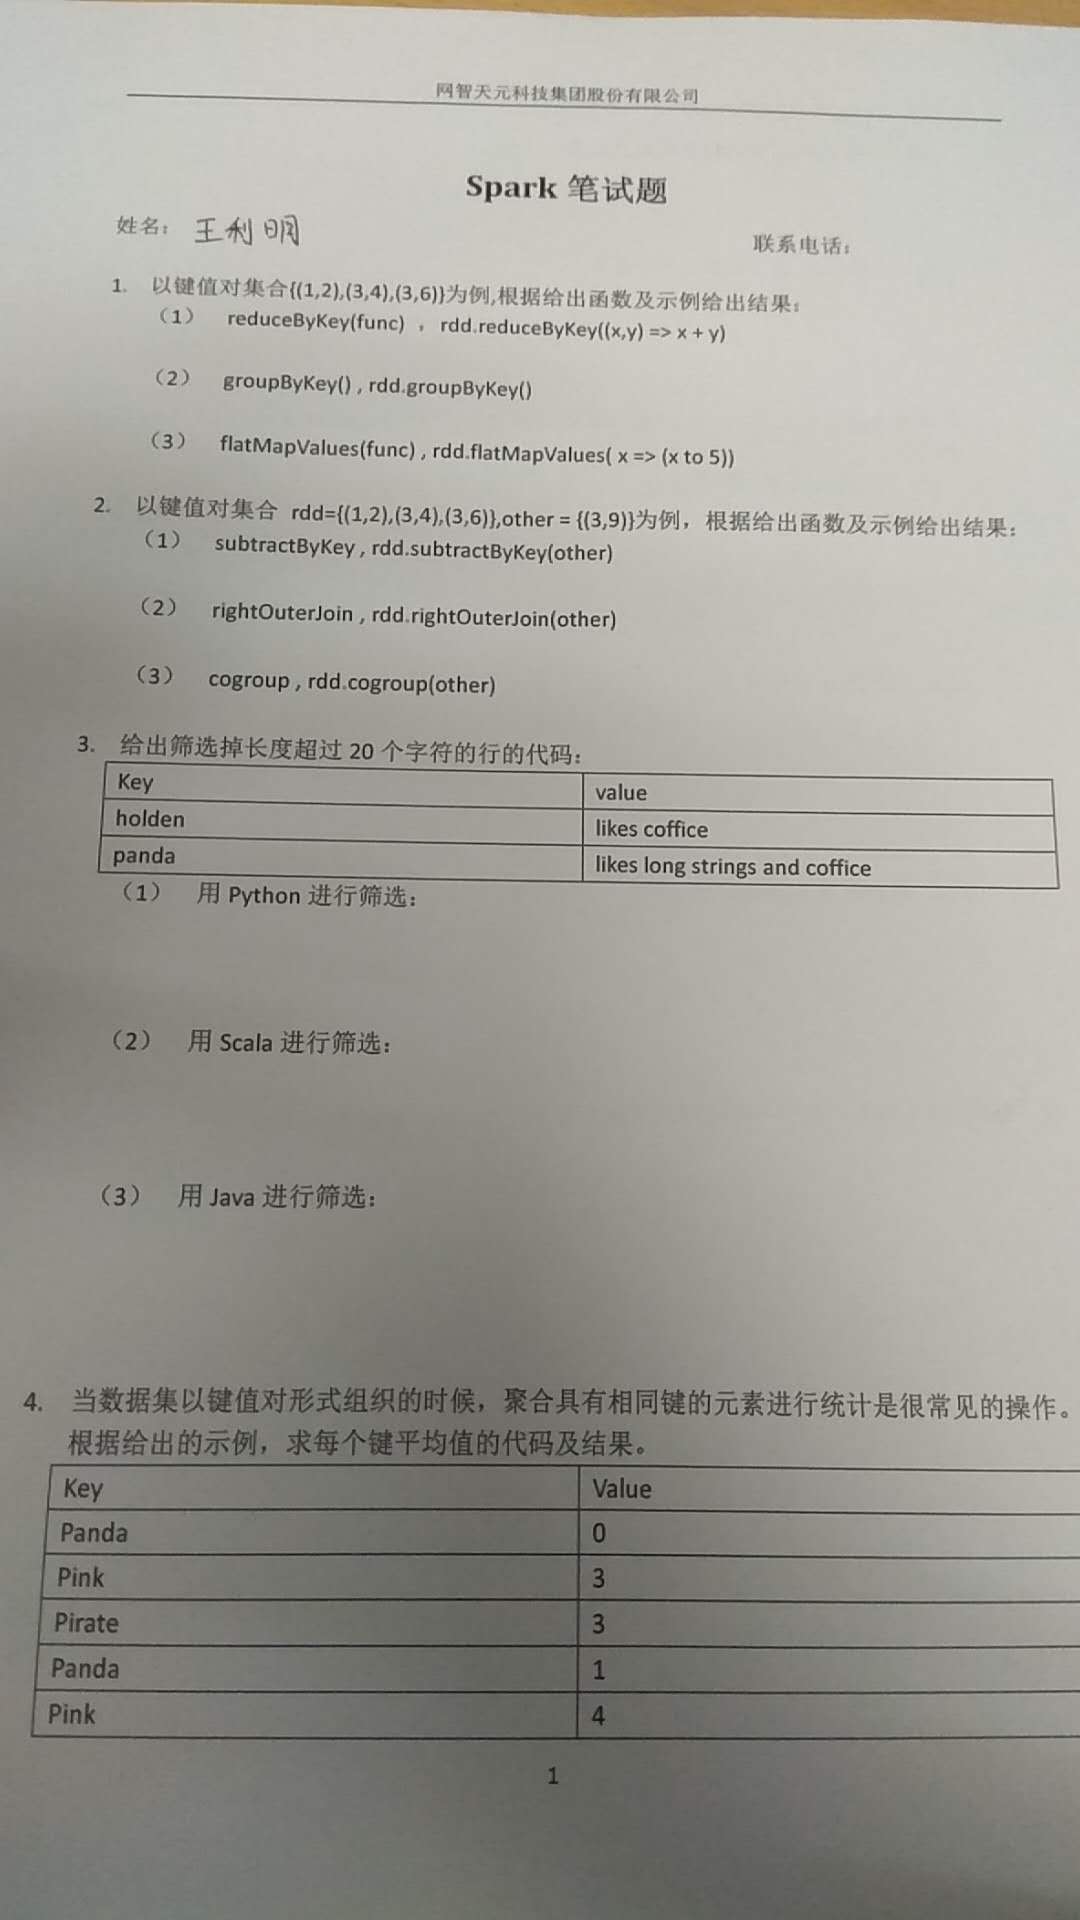 网智天元科技集团股份有限公司
Spark 笔试题
姓名： 王利明
联系电话：
1. 以键值对集合{(1,2),(3,4),(3,6)}为例,根据给出函数及示例给出结果：
（1） reduceByKey(func) ， rdd.reduceByKey((x,y) => x + y)
（2） groupByKey() , rdd.groupByKey()
（3） flatMapValues(func) , rdd.flatMapValues( x => (x to 5))
2. 以键值对集合 rdd={(1,2),(3,4),(3,6)},other = {(3,9)}为例，根据给出函数及示例给出结果：
（1） subtractByKey , rdd.subtractByKey(other)
（2） rightOuterJoin , rdd.rightOuterJoin(other)
（3） cogroup , rdd.cogroup(other)
3. 给出筛选掉长度超过 20 个字符的行的代码：
Key value
holden likes coffice
panda likes long strings and coffice
（1） 用 Python 进行筛选：
（2） 用 Scala 进行筛选：
（3） 用 Java 进行筛选：
4. 当数据集以键值对形式组织的时候，聚合具有相同键的元素进行统计是很常见的操作。
根据给出的示例，求每个键平均值的代码及结果。
Key Value
Panda 0
Pink 3
Pirate 3
Panda 1
Pink 4
1